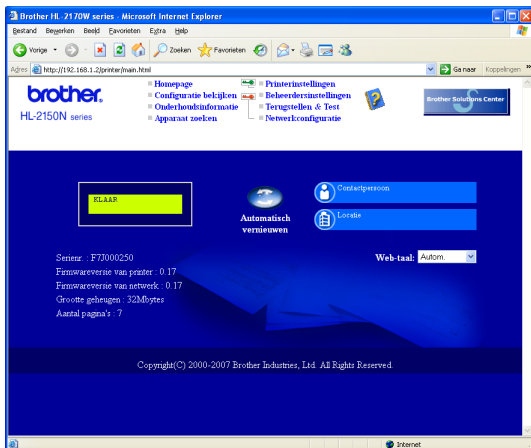 Brother HL-2170W series - Microsoft Internet Explorer
Bestand Bewerken Beeld Favorieten Extra Help
Vorige Zoeken Favorieten
Adres http://192.168.1.2/printer/main.html Ga naar Koppelingen »
brother.
HL-2150N series
Homepage
Configuratie bekijken
Onderhoudsinformatie
Apparaat zoeken
Printerinstellingen
Beheerdersinstellingen
Terugstellen & Test
Netwerkconfiguratie
Brother Solutions Center
KLAAR
Automatisch
vernieuwen
Contactpersoon
Locatie
Web-taal: Autom.
Serienr. : F7J000250
Firmwareversie van printer : 0.17
Firmwareversie van netwerk : 0.17
Grootte geheugen : 32Mbytes
Aantal pagina's : 7
Copyright(C) 2000-2007 Brother Industries, Ltd. All Rights Reserved.
Internet